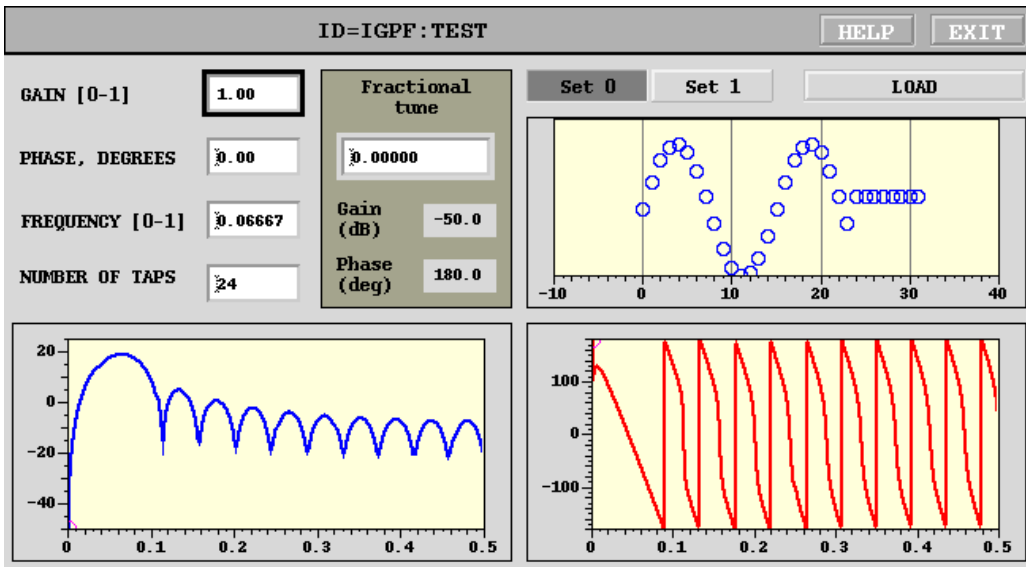 ID=IGPF:TEST
HELP
EXIT
GAIN [0-1]
1.00
PHASE, DEGREES
0.00
FREQUENCY [0-1]
0.06667
NUMBER OF TAPS
24
Fractional
tune
0.00000
Gain
(dB)
-50.0
Phase
(deg)
180.0
Set 0
Set 1
LOAD
-10
0
10
20
30
40
20
0
-20
-40
0
0.1
0.2
0.3
0.4
0.5
100
0
-100
0
0.1
0.2
0.3
0.4
0.5